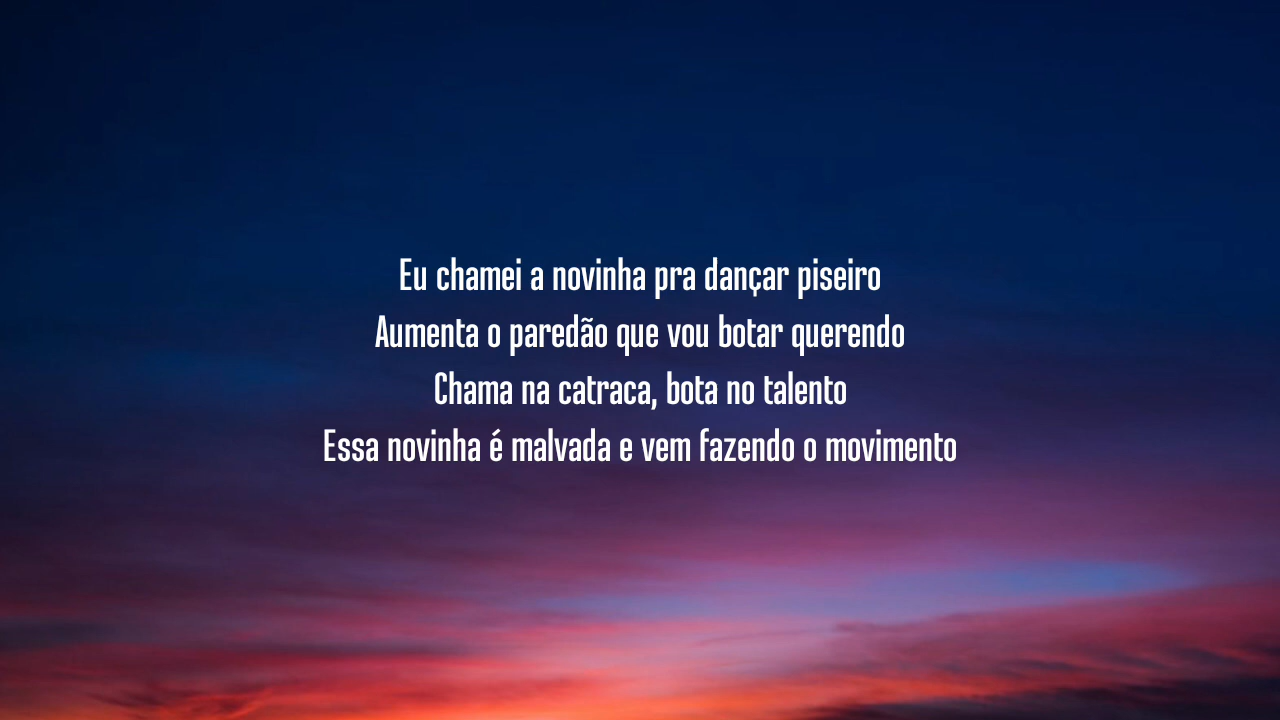 Eu chamei a novinha pra dançar piseiro
Aumenta o paredão que vou botar querendo
Chama na catraca, bota no talento
Essa novinha é malvada e vem fazendo o movimento